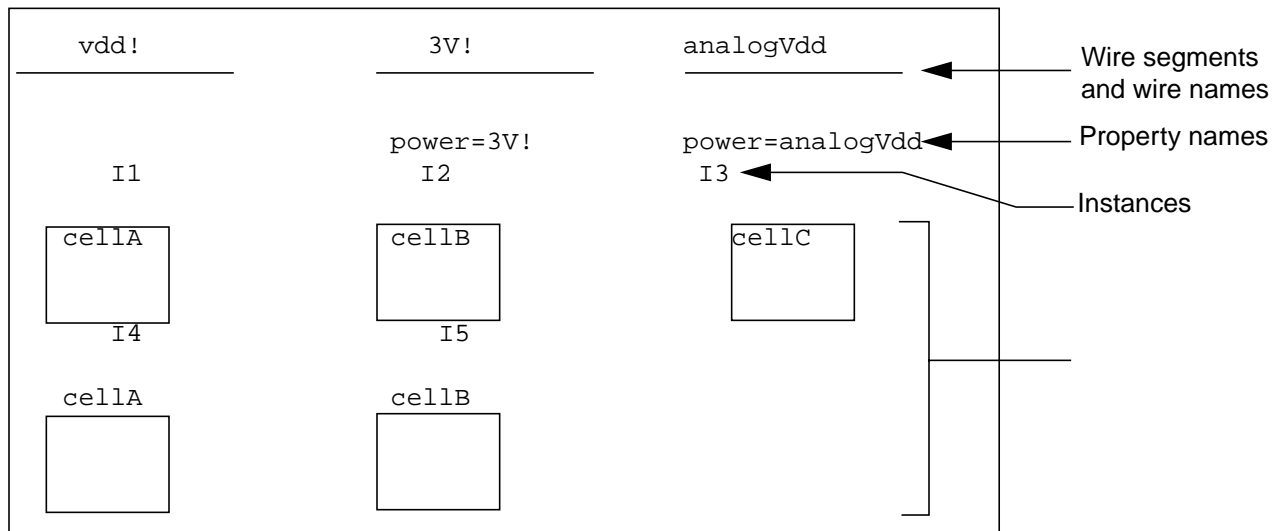 vdd! 3V! analogVdd
Wire segments
and wire names
power=3V! power=analogVdd Property names
I1 I2 I3
Instances
cellA cellB cellC
I4 I5
cellA cellB